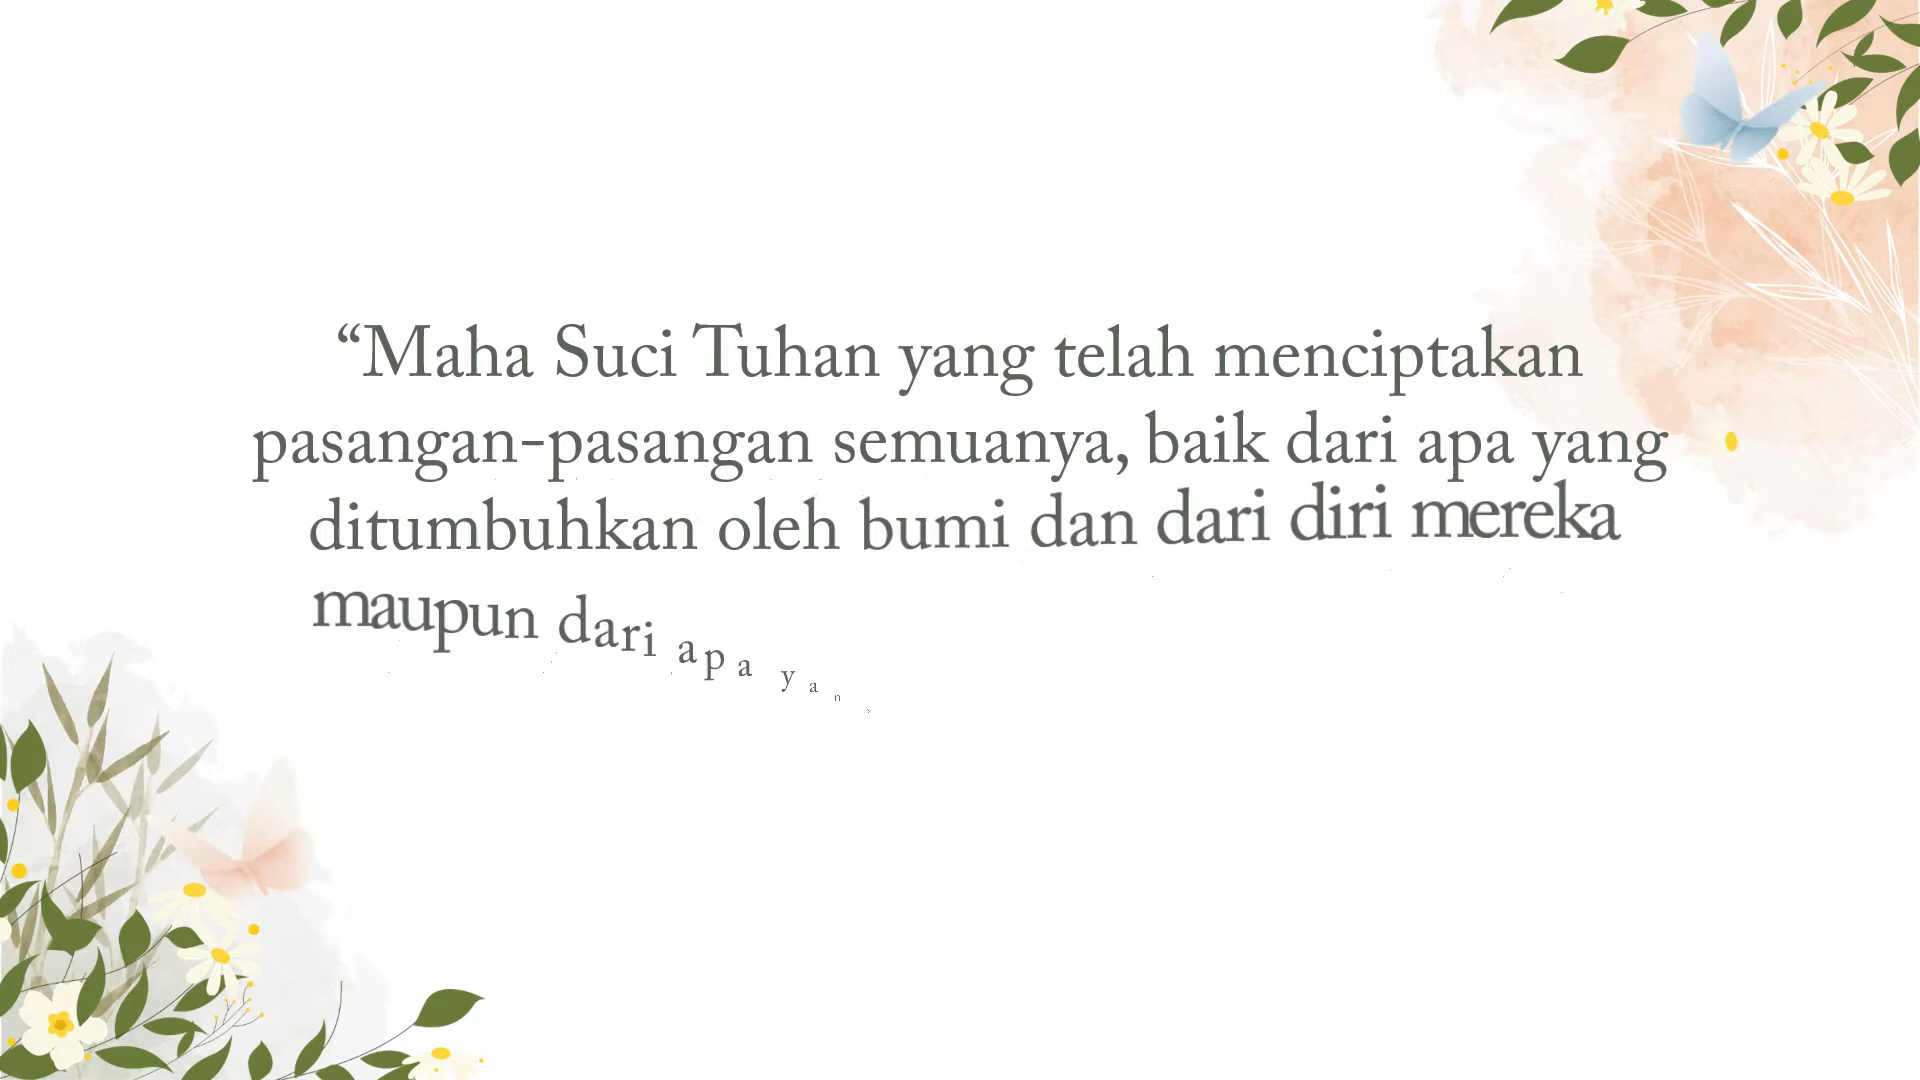 “Maha Suci Tuhan yang telah menciptakan
pasangan-pasangan semuanya, baik dari apa yang
ditumbuhkan oleh bumi dan dari diri mereka
maupun dari apa yan